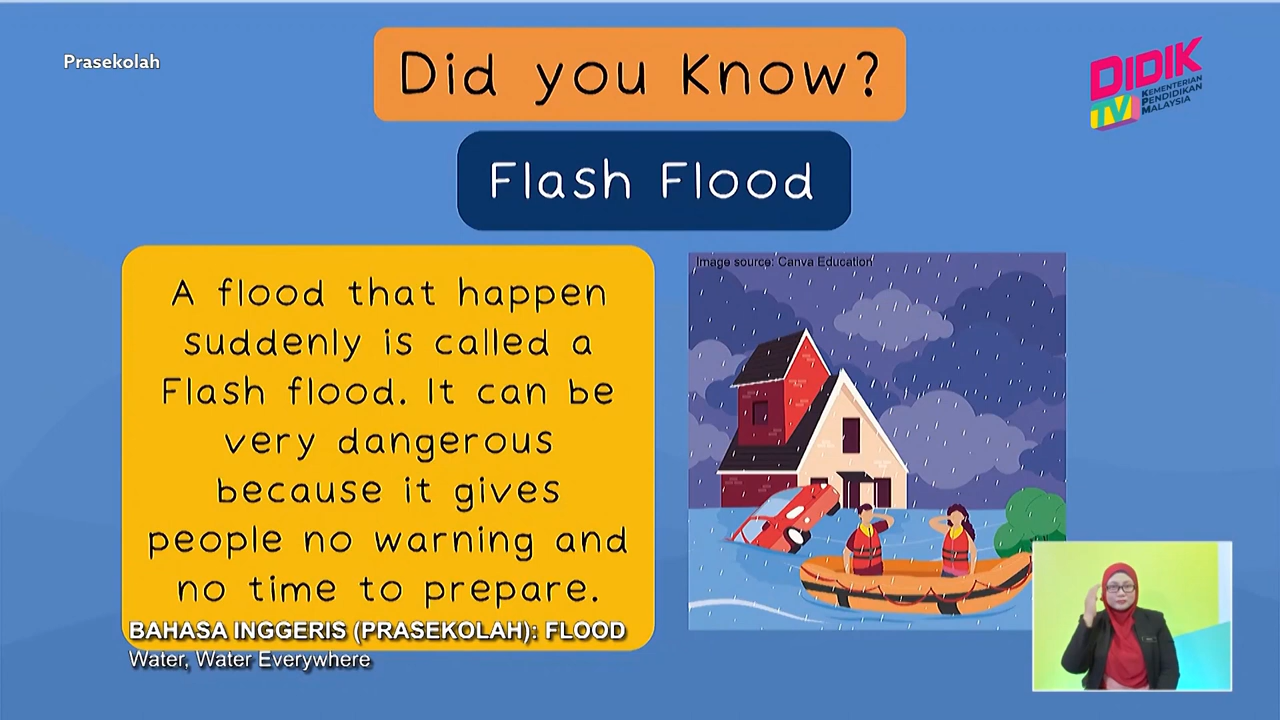 Prasekolah
Did you Know?
DIDIK
TV
KEMENTERIAN
PENDIDIKAN
MALAYSIA
Flash Flood
Image source: Canva Education
A flood that happen
suddenly is called a
Flash flood. It can be
very dangerous
because it gives
people no warning and
no time to prepare.
BAHASA INGGERIS (PRASEKOLAH): FLOOD
Water, Water Everywhere